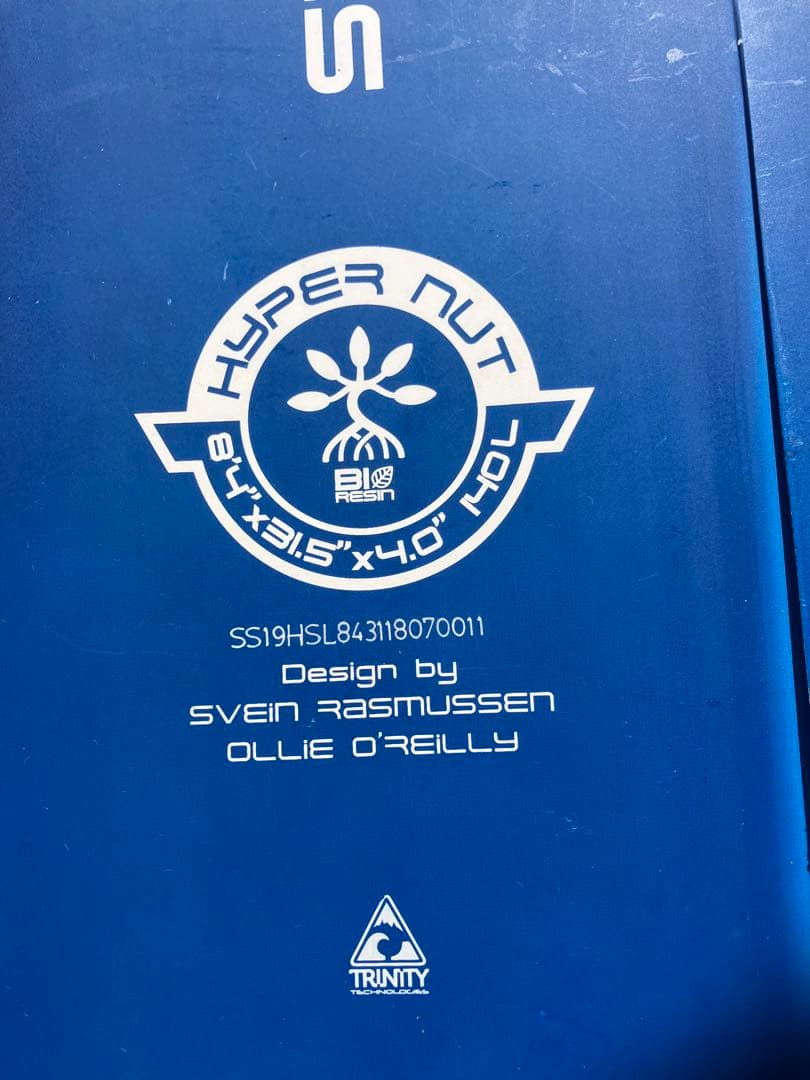 S
HYPER NUT
BIO
RESIN
8'4"x31.5"x4.0" 140L
SS19HSL843118070011
Design by
SVEIN RASMUSSEN
OLLIE O'REILLY
TRINITY
TECHNOLOGIES